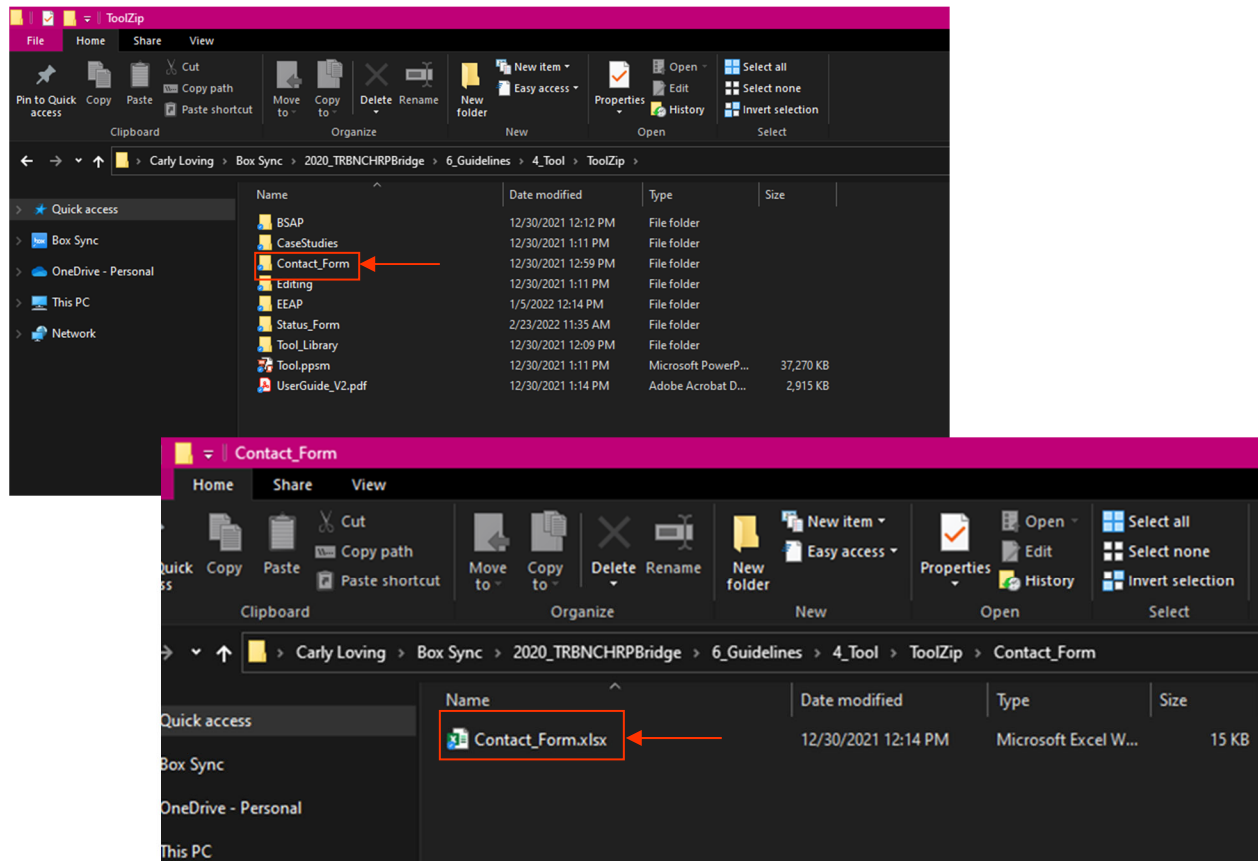 ToolZip
File Home Share View
Pin to Quick access
Copy
Paste
Cut
Copy path
Paste shortcut
Move to
Copy to
Delete
Rename
New folder
New item
Easy access
Properties
Open
Edit
History
Select all
Select none
Invert selection
Clipboard Organize New Open Select
Carly Loving > Box Sync > 2020_TRBNCHRPBridge > 6_Guidelines > 4_Tool > ToolZip >
Quick access
Box Sync
OneDrive - Personal
This PC
Network
Name Date modified Type Size
BSAP 12/30/2021 12:12 PM File folder
CaseStudies 12/30/2021 1:11 PM File folder
Contact_Form 12/30/2021 12:59 PM File folder
Editing 12/30/2021 1:11 PM File folder
EEAP 1/5/2022 12:14 PM File folder
Status_Form 2/23/2022 11:35 AM File folder
Tool_Library 12/30/2021 12:09 PM File folder
Tool.ppsm 12/30/2021 1:11 PM Microsoft PowerP... 37,270 KB
UserGuide_V2.pdf 12/30/2021 1:14 PM Adobe Acrobat D... 2,915 KB
Contact_Form
Home Share View
Copy
Paste
Cut
Copy path
Paste shortcut
Move to
Copy to
Delete
Rename
New folder
New item
Easy access
Properties
Open
Edit
History
Select all
Select none
Invert selection
Clipboard Organize New Open Select
Carly Loving > Box Sync > 2020_TRBNCHRPBridge > 6_Guidelines > 4_Tool > ToolZip > Contact_Form
Quick access
Box Sync
OneDrive - Personal
This PC
Name Date modified Type Size
Contact_Form.xlsx 12/30/2021 12:14 PM Microsoft Excel W... 15 KB